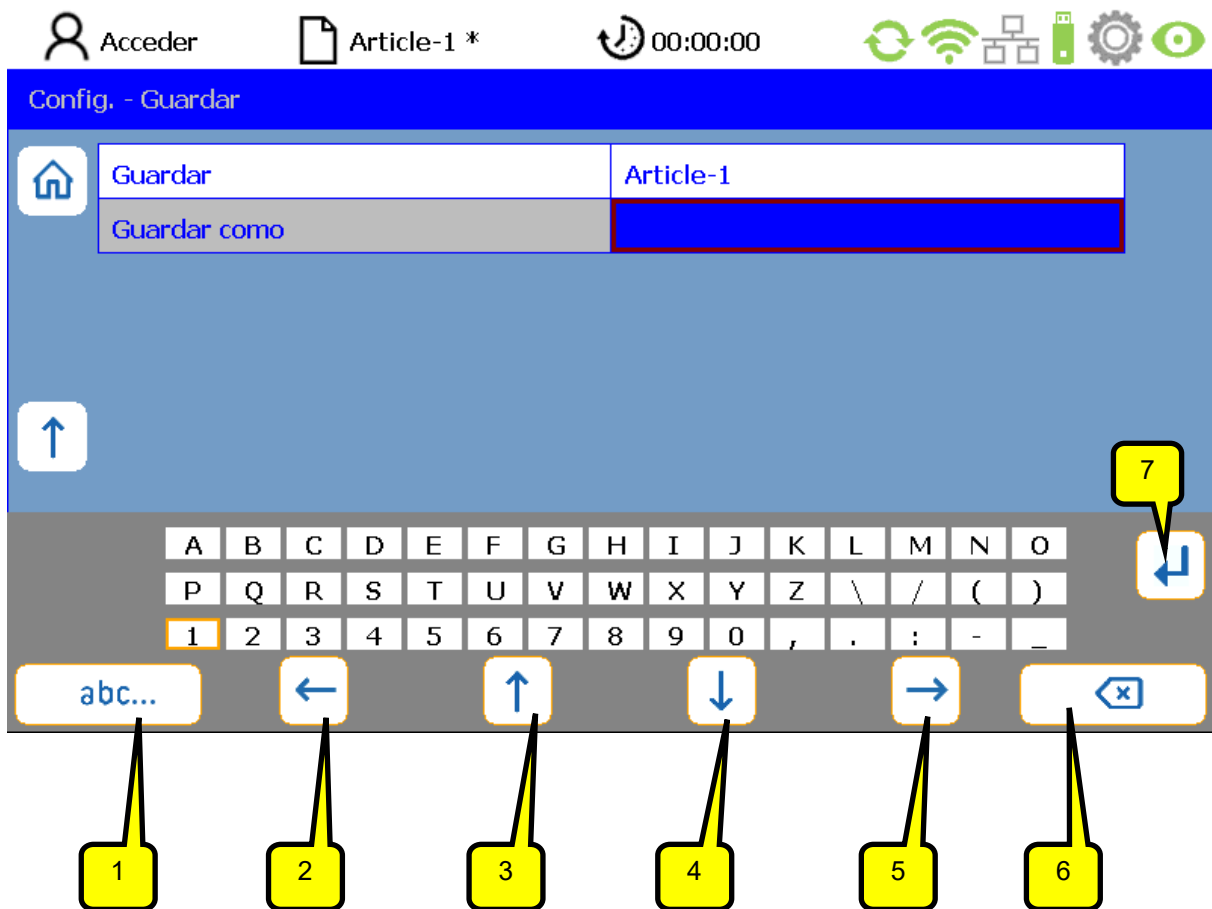 Acceder Article-1 * 00:00:00
Config. - Guardar
Guardar Article-1
Guardar como
7
A B C D E F G H I J K L M N O
P Q R S T U V W X Y Z \ / ( )
1 2 3 4 5 6 7 8 9 0 , . : - _
abc...
1 2 3 4 5 6